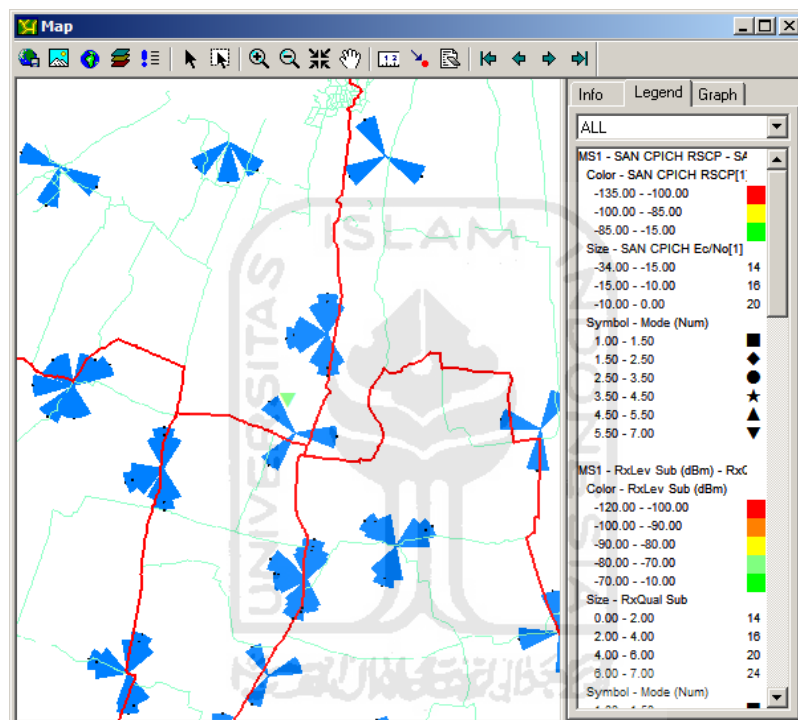 Map
1 2
Info
Legend
Graph
ALL
MS1 - SAN CPICH RSCP - SA
Color - SAN CPICH RSCP[1]
-135.00 - -100.00
-100.00 - -85.00
-85.00 - -15.00
Size - SAN CPICH Ec/No[1]
-34.00 - -15.00 14
-15.00 - -10.00 16
-10.00 - 0.00 20
Symbol - Mode (Num)
1.00 - 1.50
1.50 - 2.50
2.50 - 3.50
3.50 - 4.50
4.50 - 5.50
5.50 - 7.00
MS1 - RxLev Sub (dBm) - RxQ
Color - RxLev Sub (dBm)
-120.00 - -100.00
-100.00 - -90.00
-90.00 - -80.00
-80.00 - -70.00
-70.00 - -10.00
Size - RxQual Sub
0.00 - 2.00 14
2.00 - 4.00 16
4.00 - 6.00 20
6.00 - 7.00 24
Symbol - Mode (Num)
UNIVERSITAS
ISLAM
INDONESIA